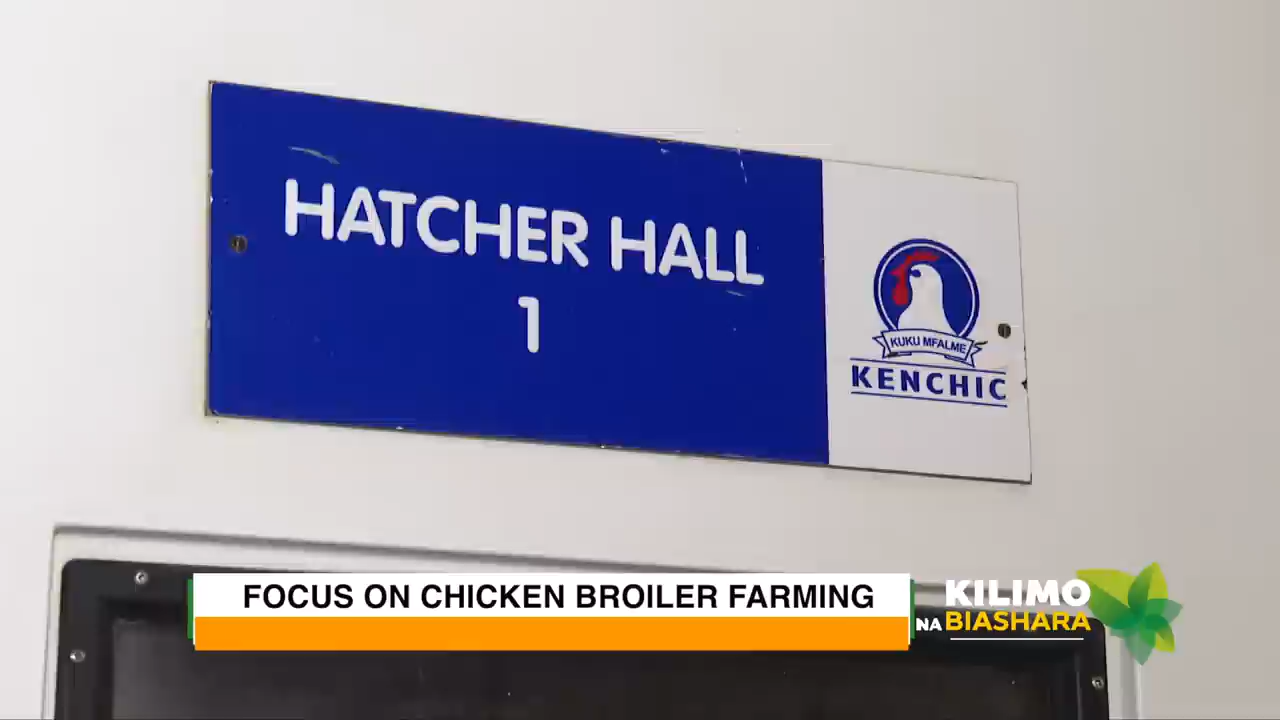 HATCHER HALL
1
KUKU MFALME
KENCHIC
FOCUS ON CHICKEN BROILER FARMING
KILIMO
NA BIASHARA